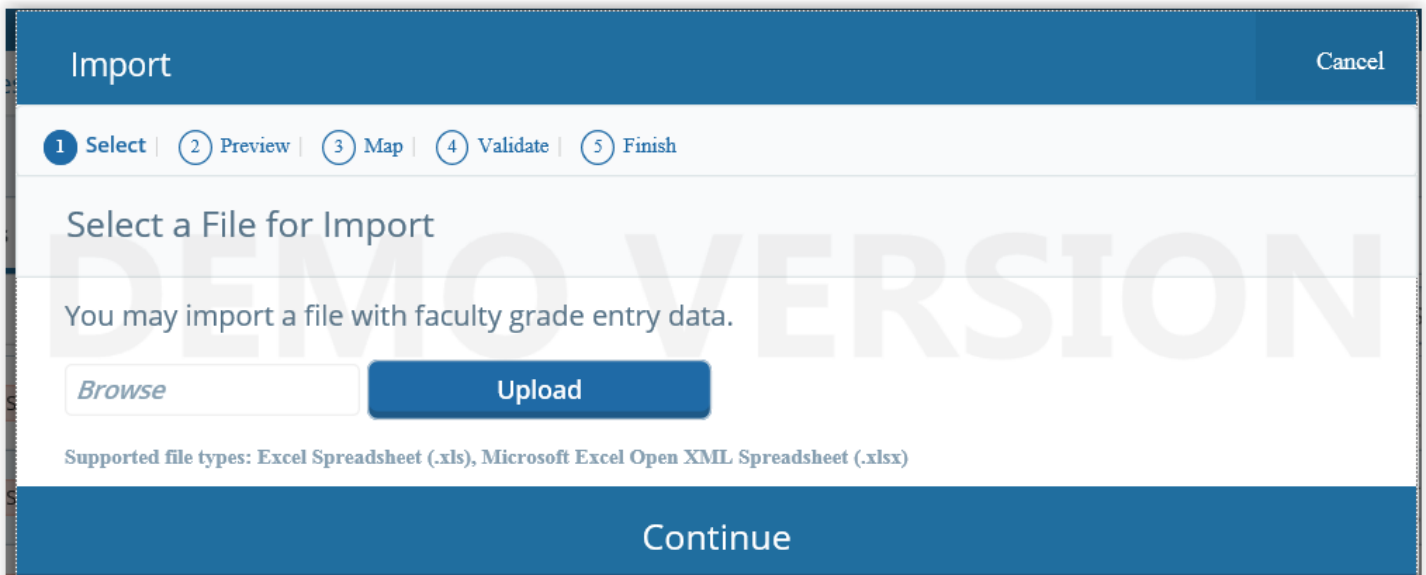 Import
Cancel
1 Select | 2 Preview | 3 Map | 4 Validate | 5 Finish
Select a File for Import
DEMO VERSION
You may import a file with faculty grade entry data.
Browse
Upload
Supported file types: Excel Spreadsheet (.xls), Microsoft Excel Open XML Spreadsheet (.xlsx)
Continue